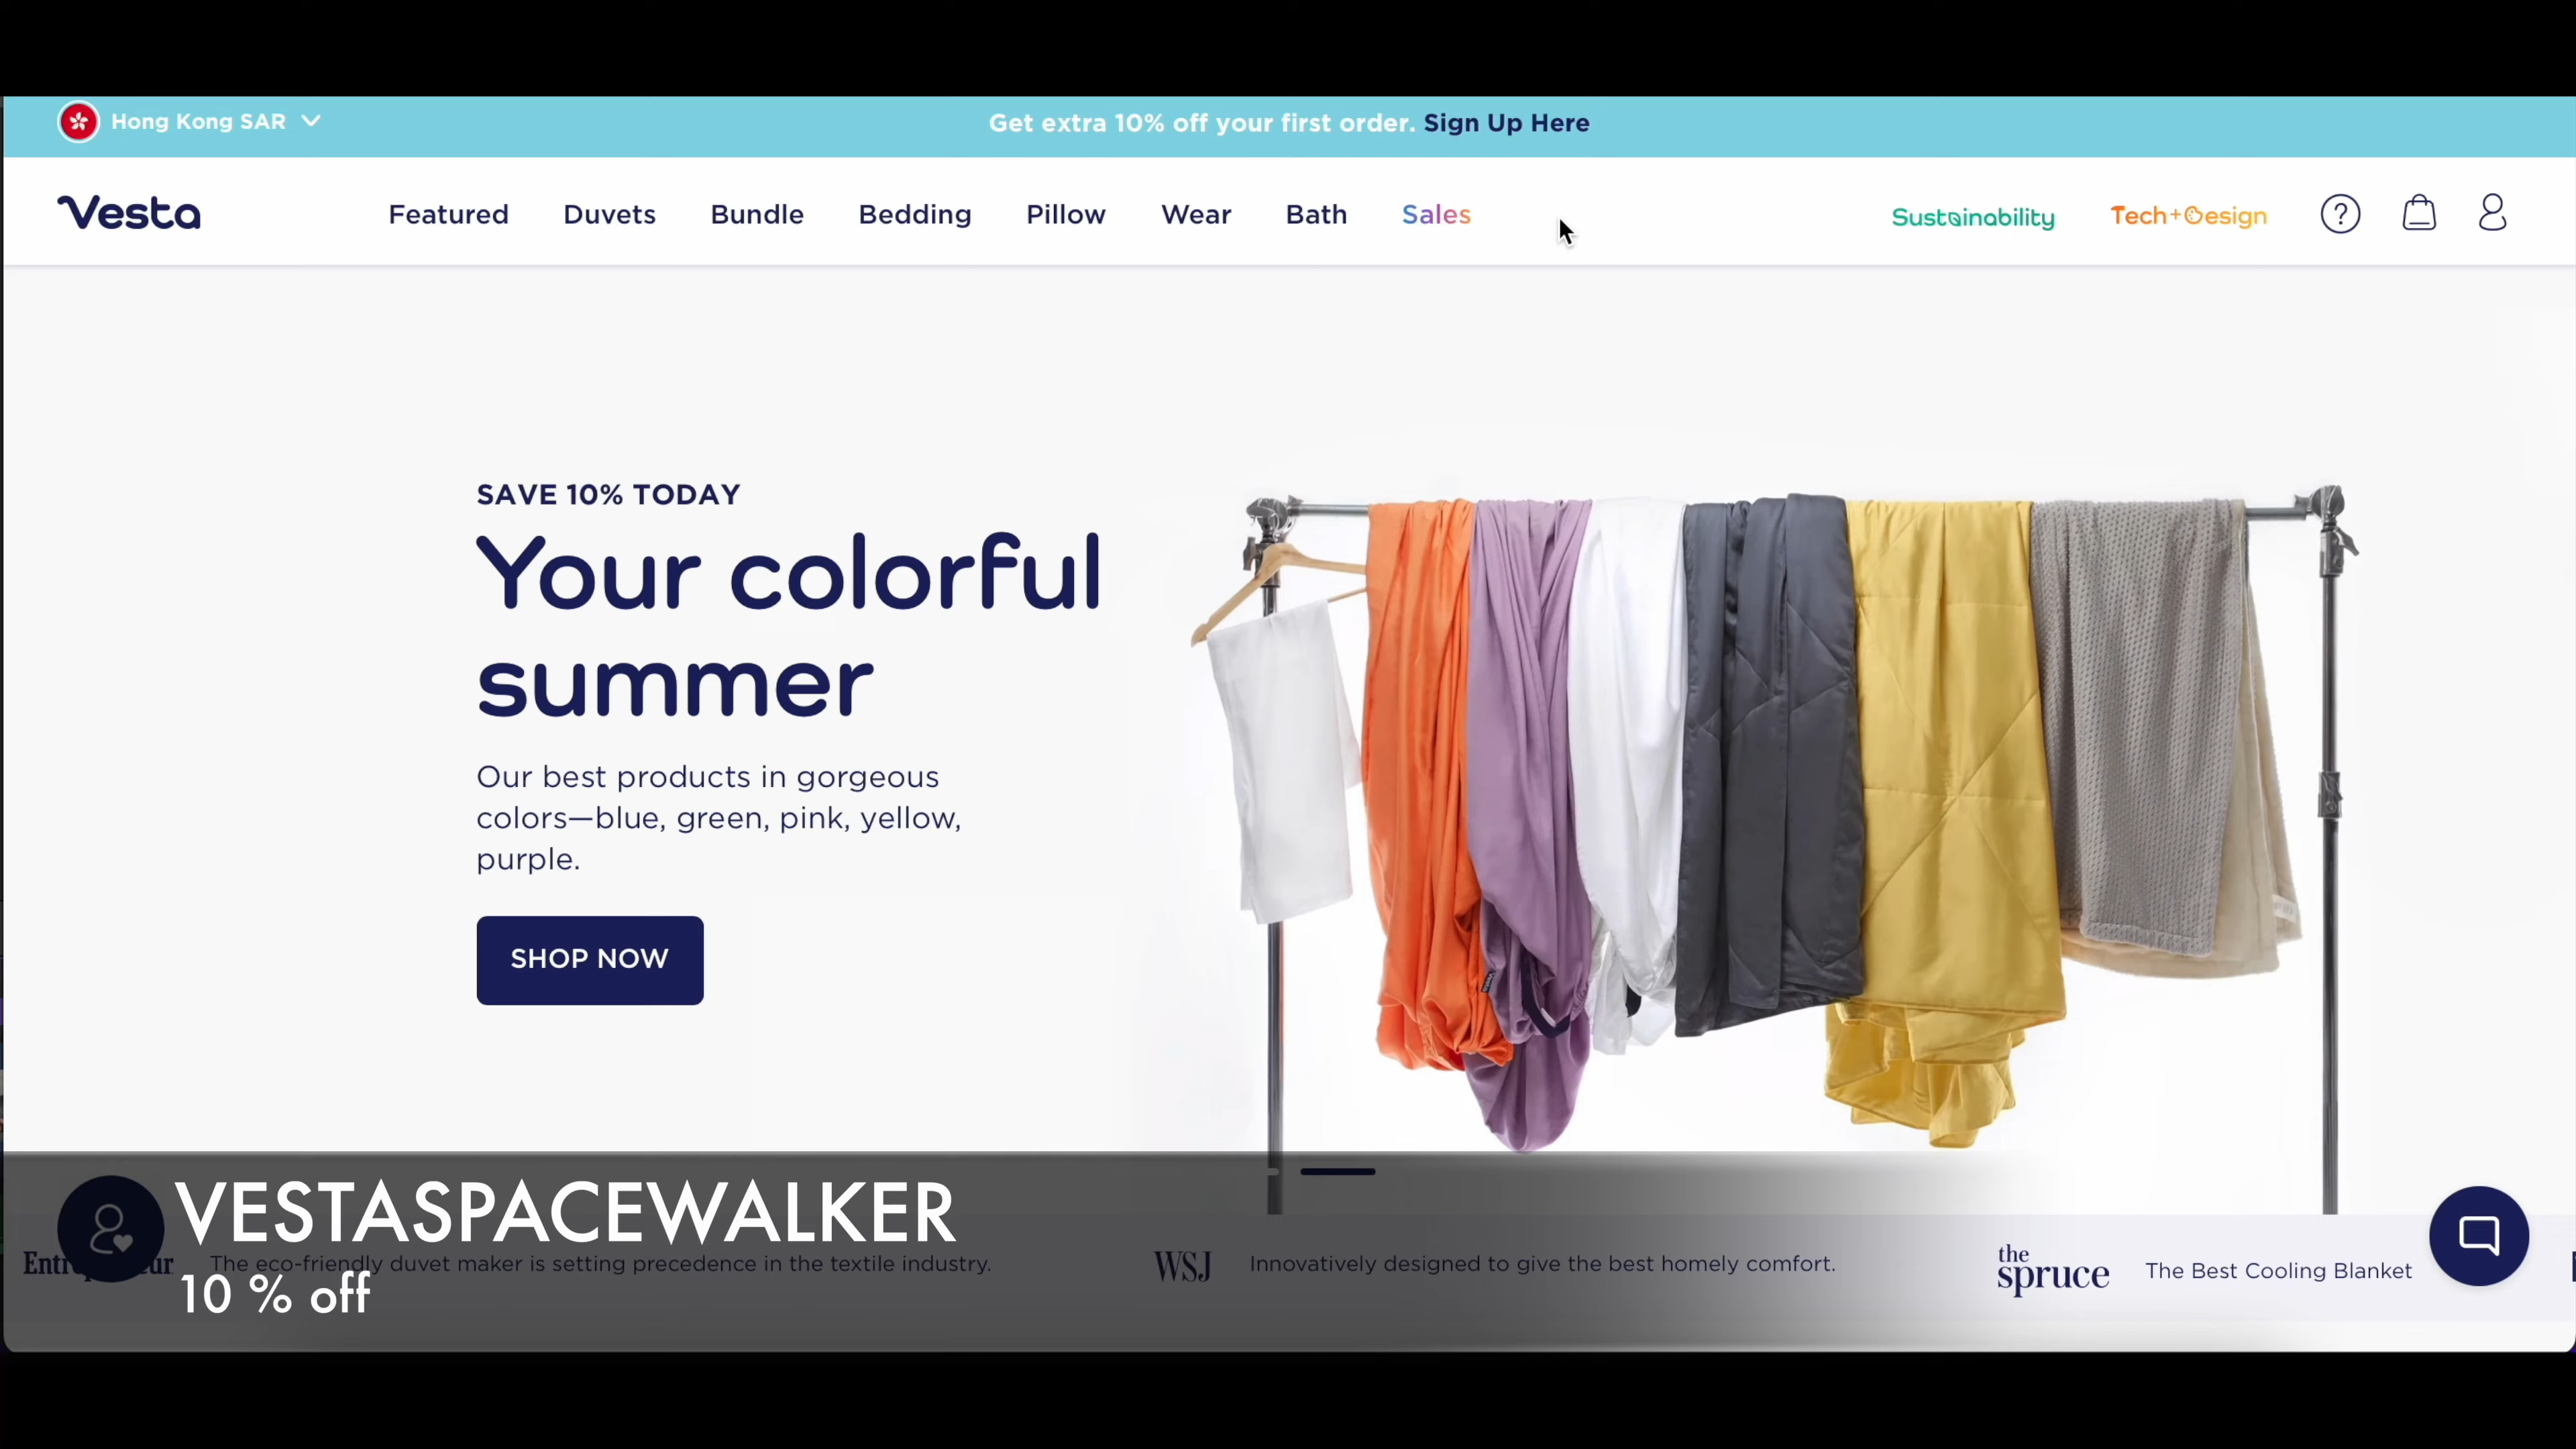 Hong Kong SAR
Get extra 10% off your first order. Sign Up Here
Vesta
Featured Duvets Bundle Bedding Pillow Wear Bath Sales
Sustainability Tech+Design
SAVE 10% TODAY
Your colorful
summer
Our best products in gorgeous
colors—blue, green, pink, yellow,
purple.
SHOP NOW
VESTASPACEWALKER
The eco-friendly duvet maker is setting precedence in the textile industry.
WSJ Innovatively designed to give the best homely comfort.
the
spruce
The Best Cooling Blanket
10 % off